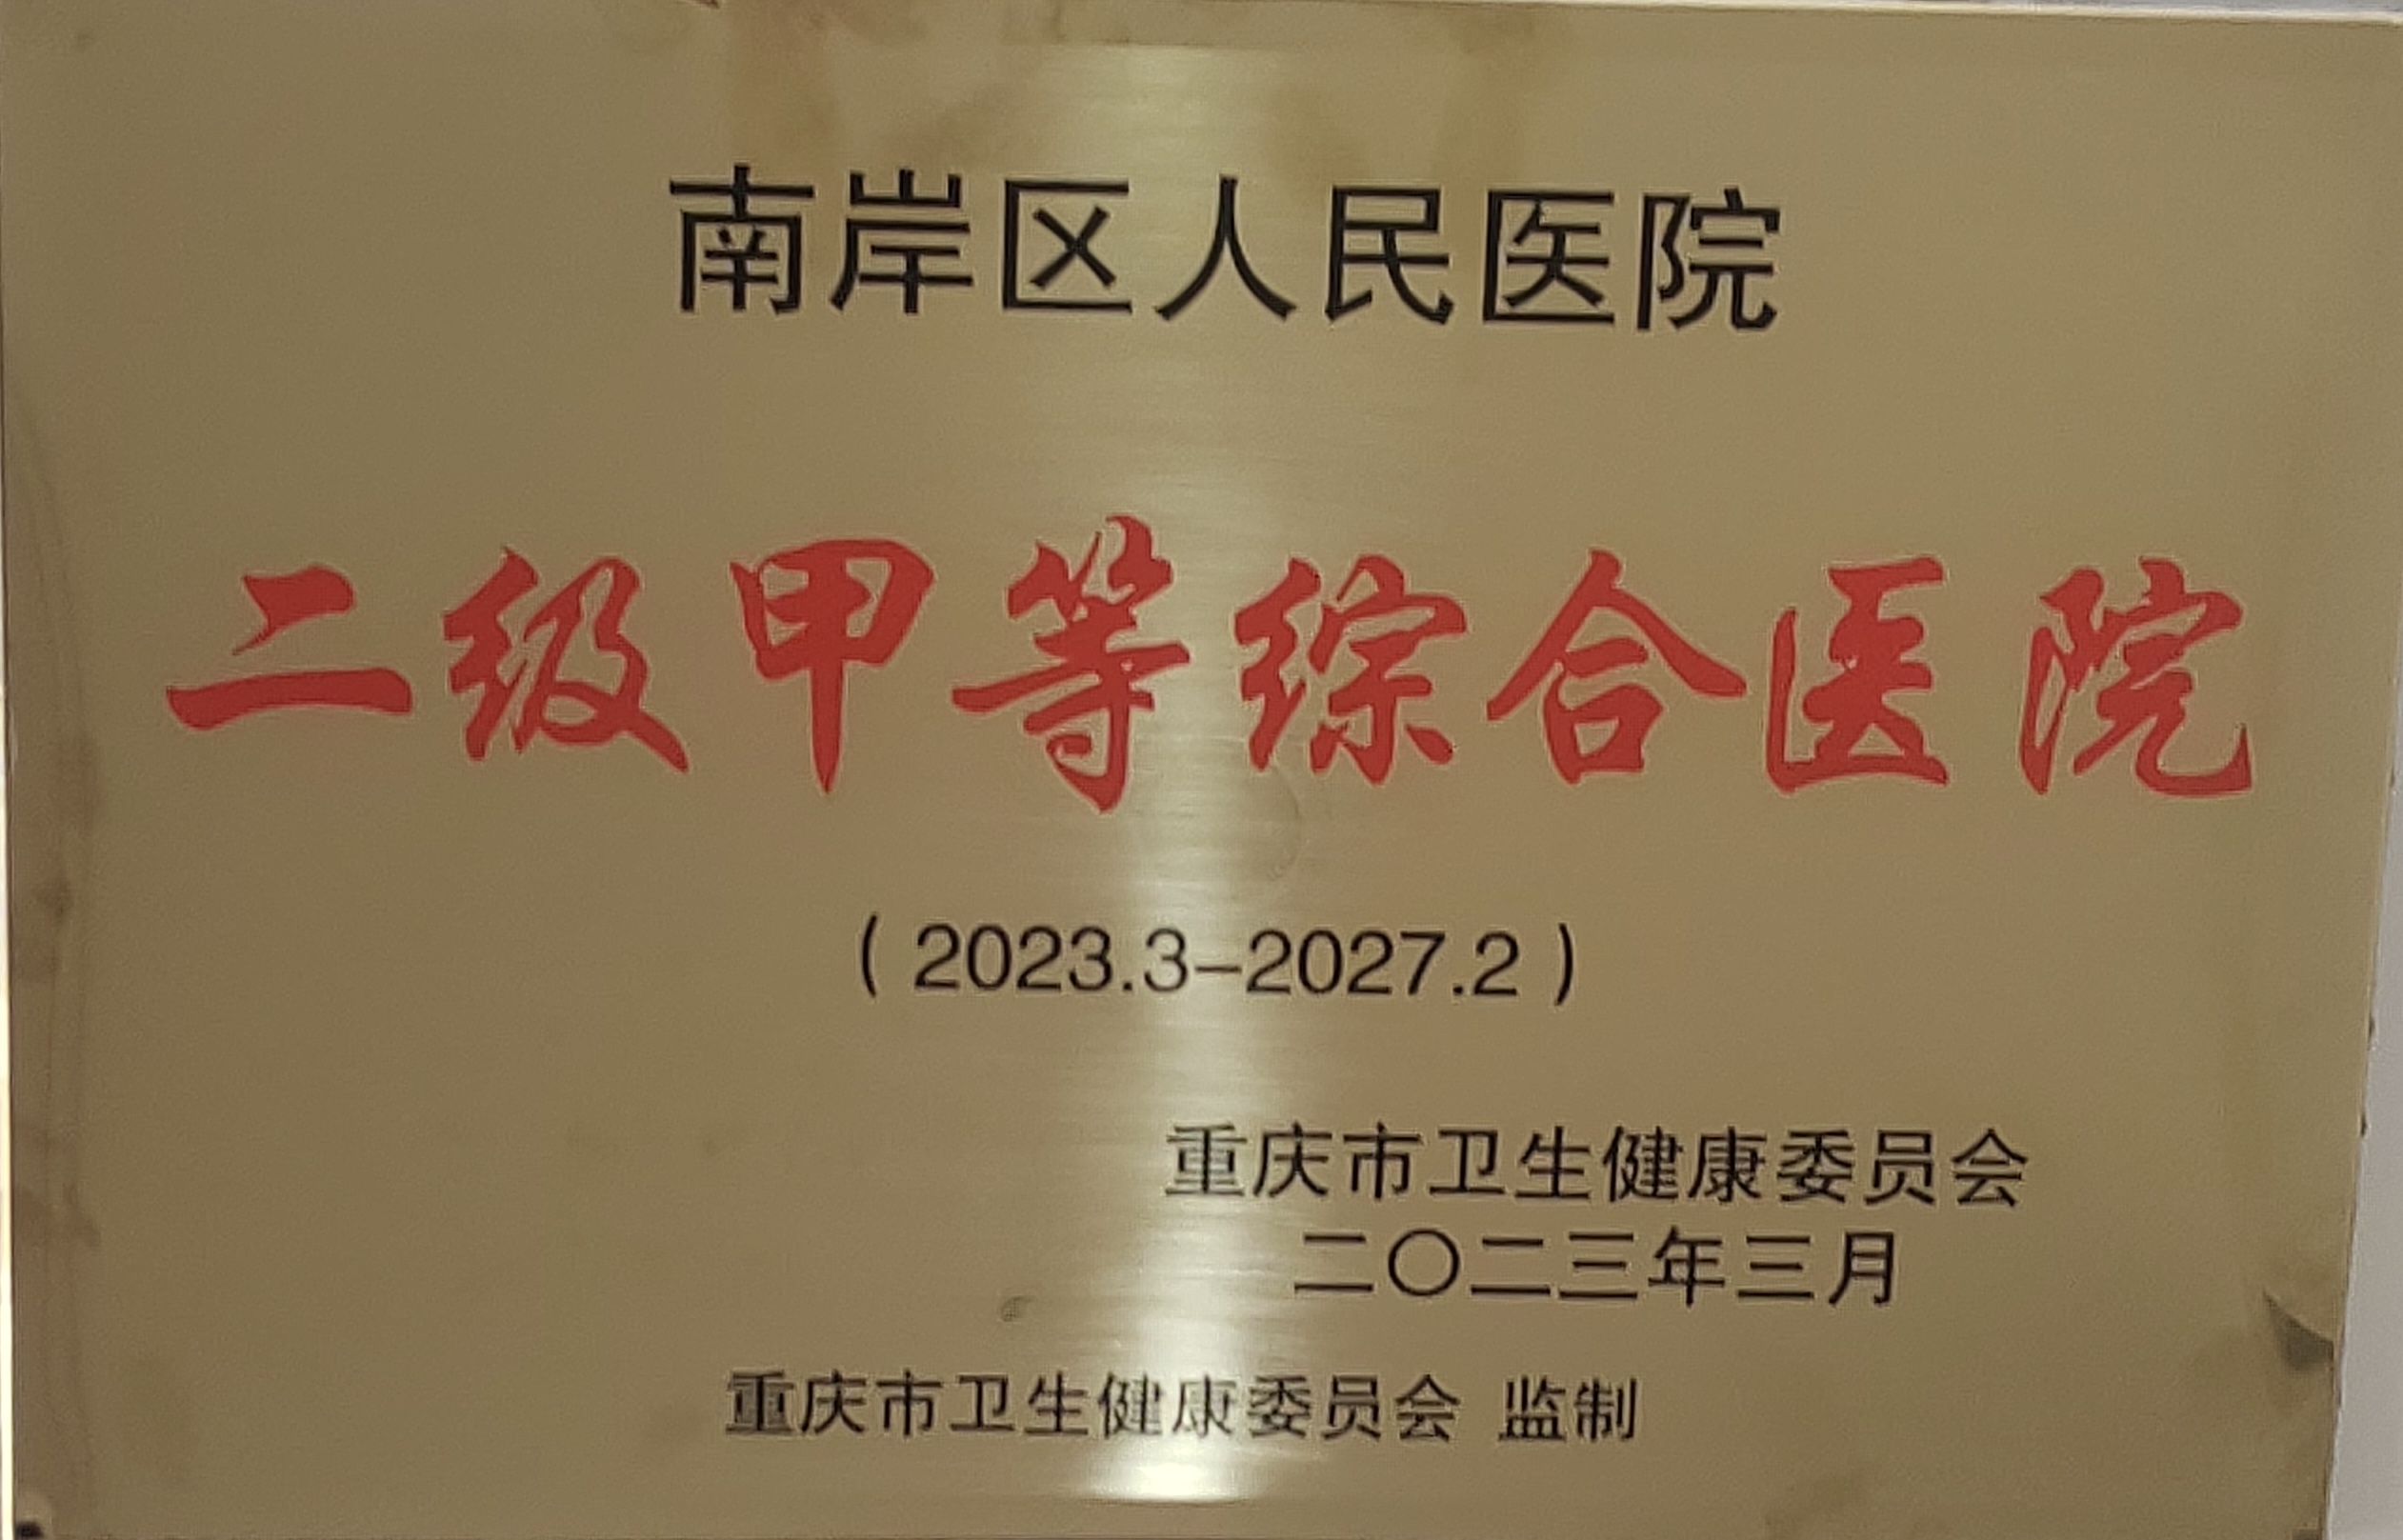 南岸区人民医院
二级甲等综合医院
（2023.3-2027.2）
重庆市卫生健康委员会
二〇二三年三月
重庆市卫生健康委员会 监制